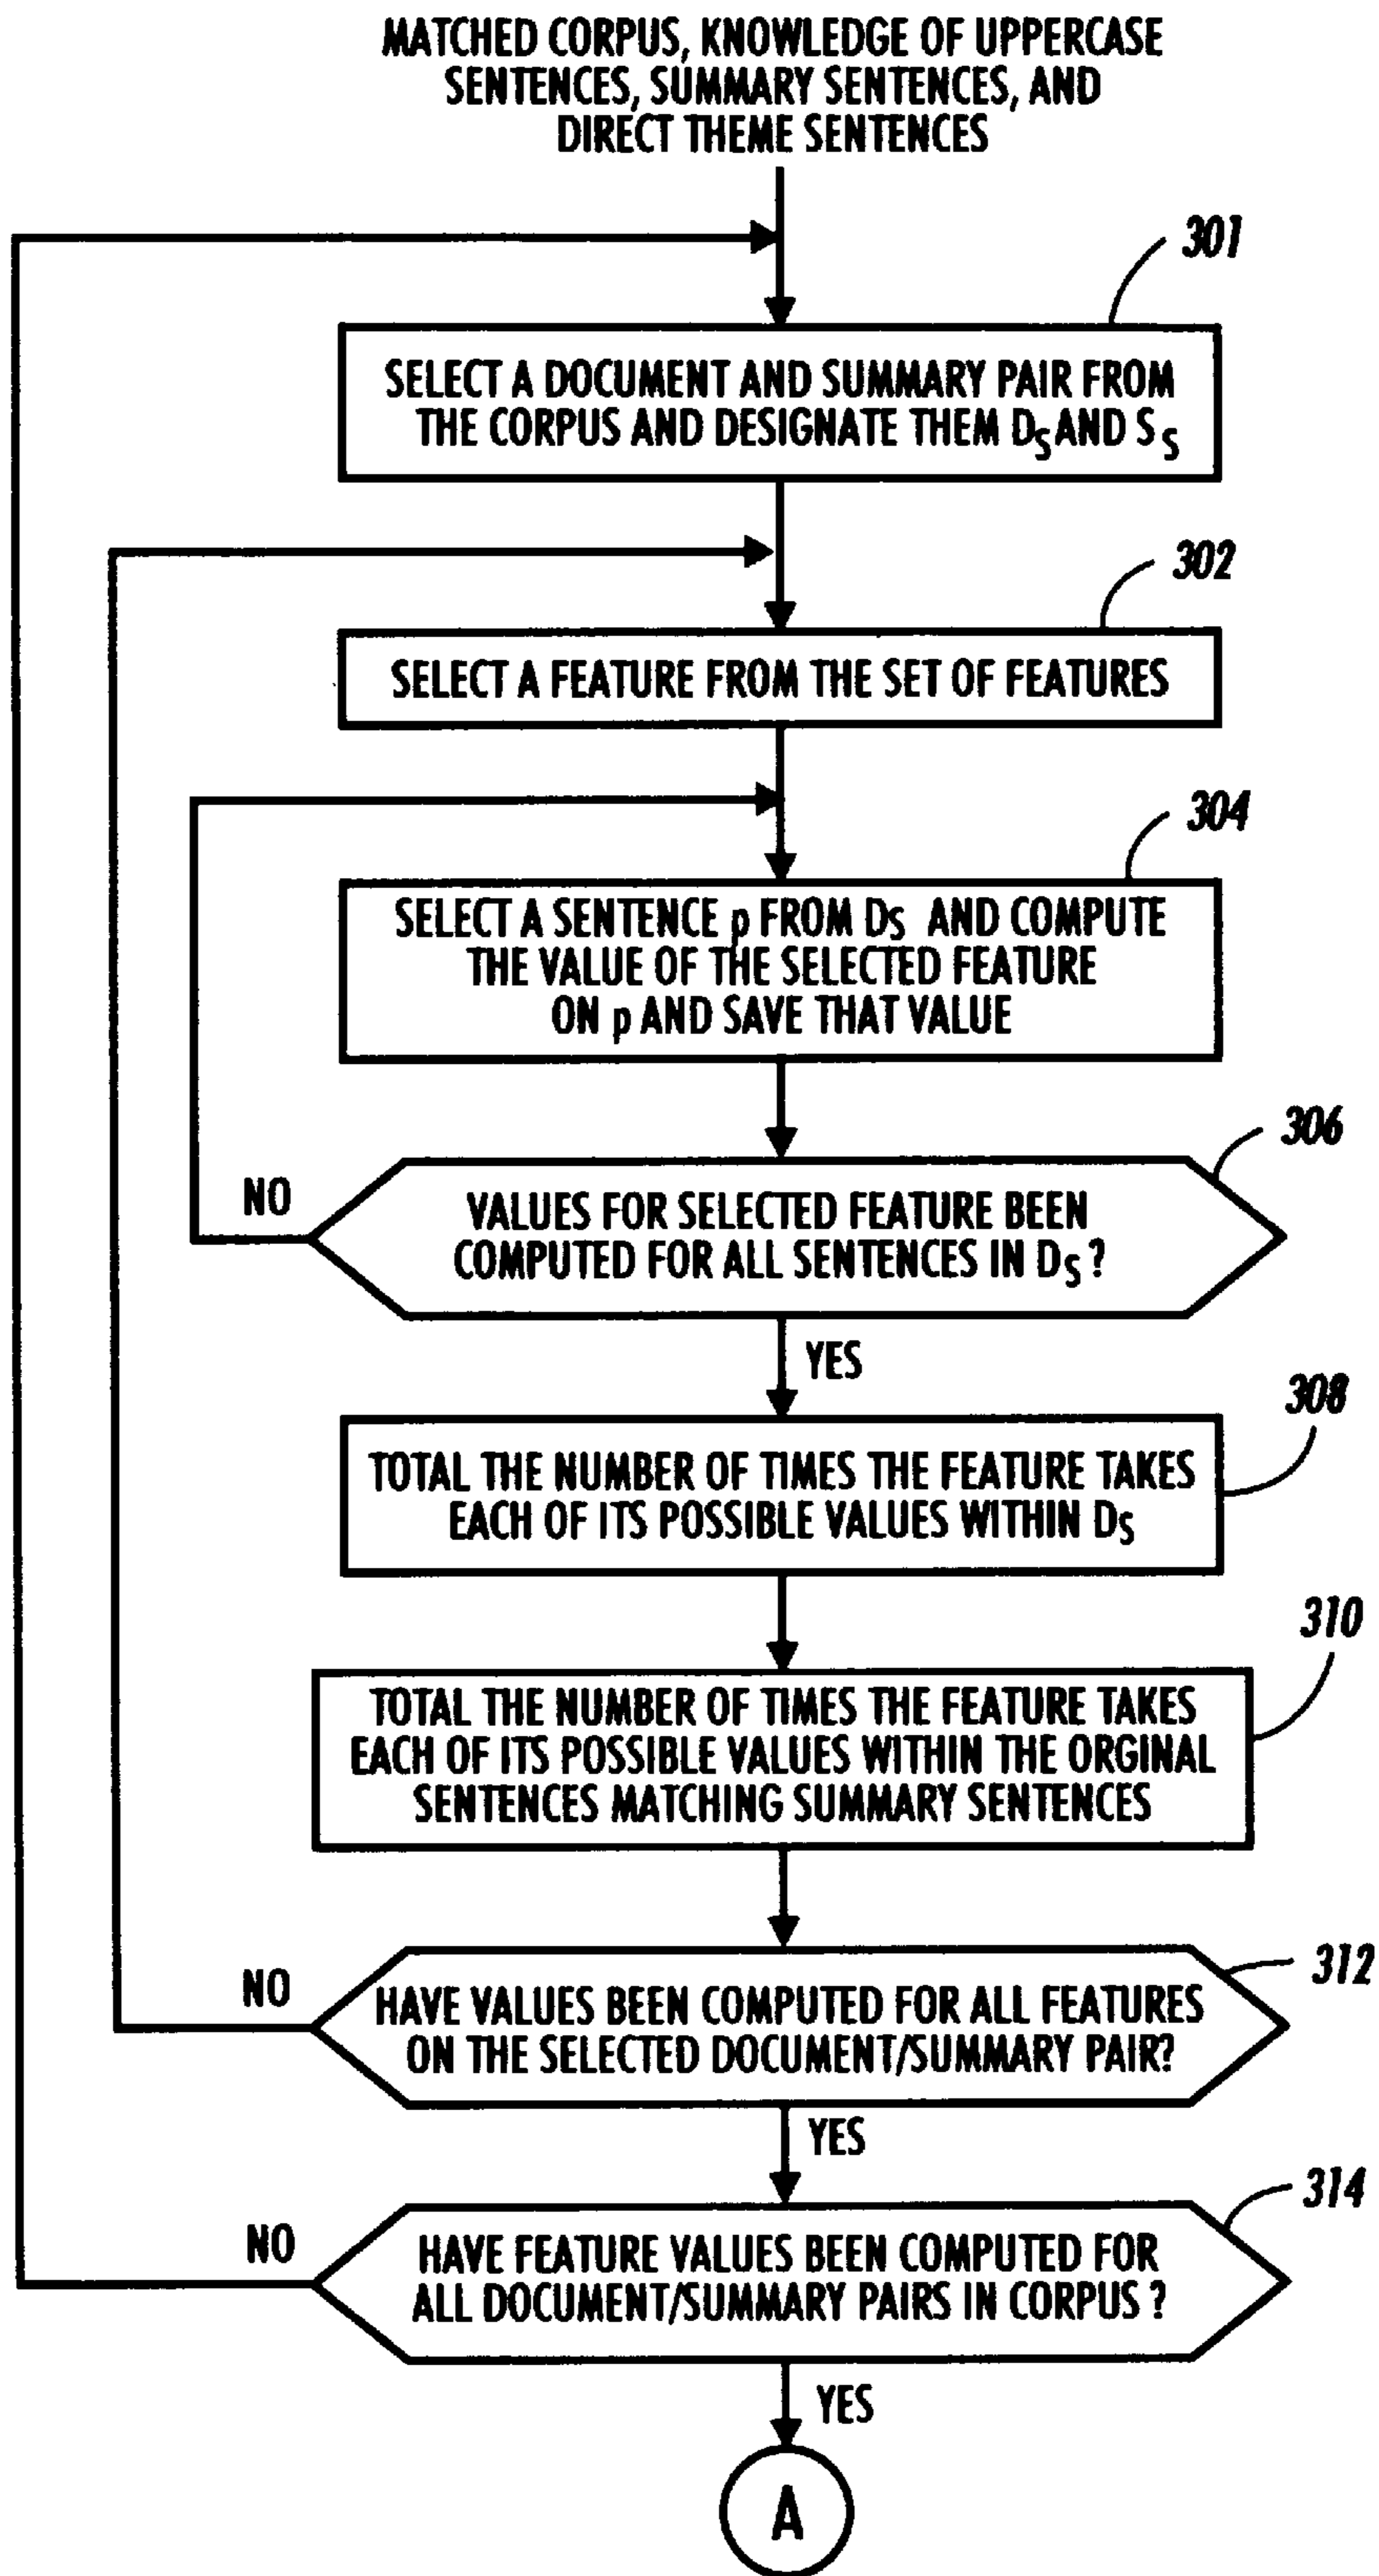 MATCHED CORPUS, KNOWLEDGE OF UPPERCASE
SENTENCES, SUMMARY SENTENCES, AND
DIRECT THEME SENTENCES
301
SELECT A DOCUMENT AND SUMMARY PAIR FROM
THE CORPUS AND DESIGNATE THEM DS AND SS
302
SELECT A FEATURE FROM THE SET OF FEATURES
304
SELECT A SENTENCE p FROM DS AND COMPUTE
THE VALUE OF THE SELECTED FEATURE
ON p AND SAVE THAT VALUE
306
NO
VALUES FOR SELECTED FEATURE BEEN
COMPUTED FOR ALL SENTENCES IN DS ?
YES
308
TOTAL THE NUMBER OF TIMES THE FEATURE TAKES
EACH OF ITS POSSIBLE VALUES WITHIN DS
310
TOTAL THE NUMBER OF TIMES THE FEATURE TAKES
EACH OF ITS POSSIBLE VALUES WITHIN THE ORGINAL
SENTENCES MATCHING SUMMARY SENTENCES
312
NO
HAVE VALUES BEEN COMPUTED FOR ALL FEATURES
ON THE SELECTED DOCUMENT/SUMMARY PAIR?
YES
314
NO
HAVE FEATURE VALUES BEEN COMPUTED FOR
ALL DOCUMENT/SUMMARY PAIRS IN CORPUS ?
YES
A